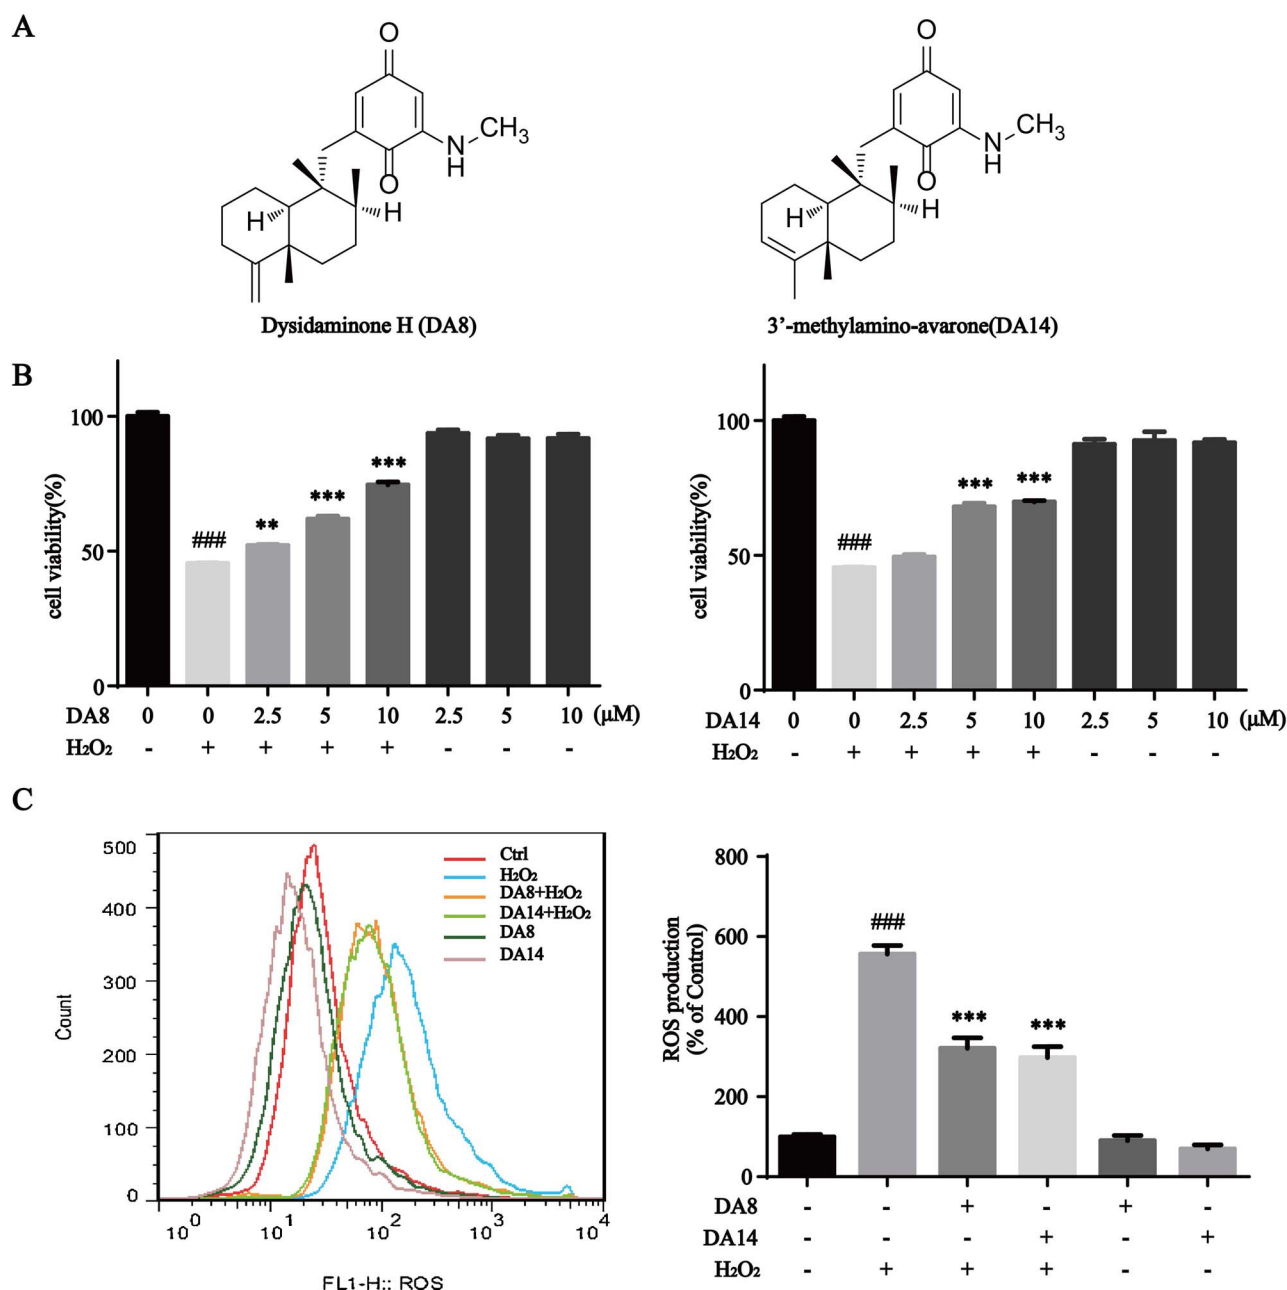 A
O
O
N
H
CH3
H
H
O
O
N
H
CH3
H
H
Dysidaminone H (DA8)
3’-methylamino-avarone(DA14)
B
cell viability(%)
100
50
0
###
**
***
***
DA8 0 0 2.5 5 10 2.5 5 10 (μM)
H2O2 - + + + + - - -
cell viability(%)
100
50
0
###
***
***
DA14 0 0 2.5 5 10 2.5 5 10 (μM)
H2O2 - + + + + - - -
C
Count
500
400
300
200
100
0
10^0 10^1 10^2 10^3 10^4
FL1-H:: ROS
Ctrl
H2O2
DA8+H2O2
DA14+H2O2
DA8
DA14
ROS production
(% of Control)
800
600
400
200
0
###
***
***
DA8 - - + - + -
DA14 - - - + - +
H2O2 - + + + - -